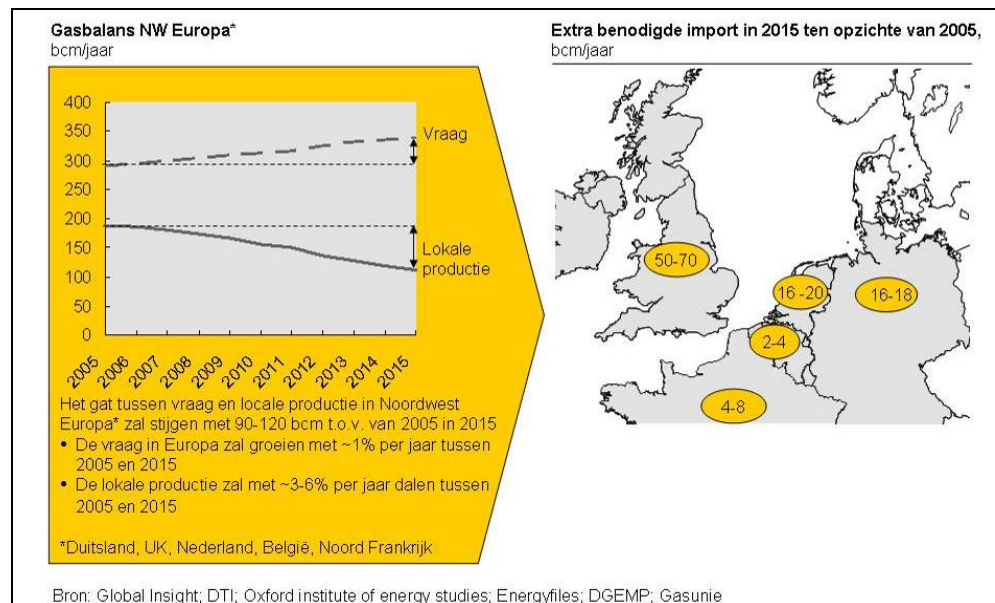 Gasbalans NW Europa*
bcm/jaar
400
350
300
250
200
150
100
50
0
Vraag
Lokale
productie
2005
2006
2007
2008
2009
2010
2011
2012
2013
2014
2015
Het gat tussen vraag en locale productie in Noordwest
Europa* zal stijgen met 90-120 bcm t.o.v. van 2005 in 2015
• De vraag in Europa zal groeien met ~1% per jaar tussen
2005 en 2015
• De lokale productie zal met ~3-6% per jaar dalen tussen
2005 en 2015
*Duitsland, UK, Nederland, België, Noord Frankrijk
Extra benodigde import in 2015 ten opzichte van 2005,
bcm/jaar
50-70
16 -20
16-18
2-4
4-8
Bron: Global Insight; DTI; Oxford institute of energy studies; Energyfiles; DGEMP; Gasunie